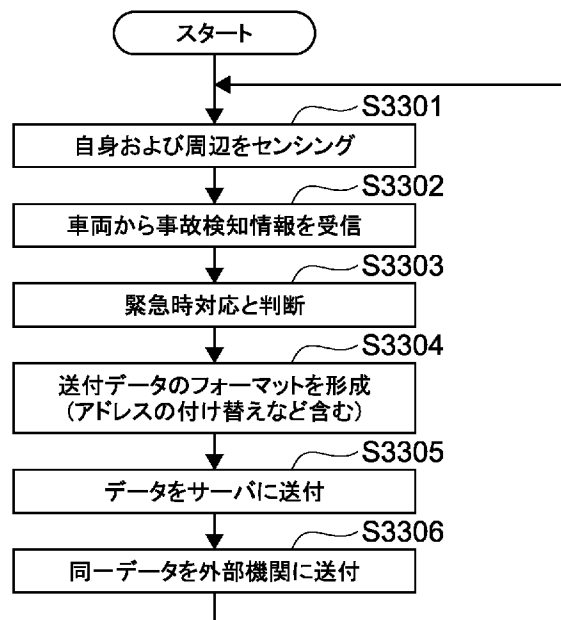 スタート
S3301
自身および周辺をセンシング
S3302
車両から事故検知情報を受信
S3303
緊急時対応と判断
S3304
送付データのフォーマットを形成
(アドレスの付け替えなど含む)
S3305
データをサーバに送付
S3306
同一データを外部機関に送付